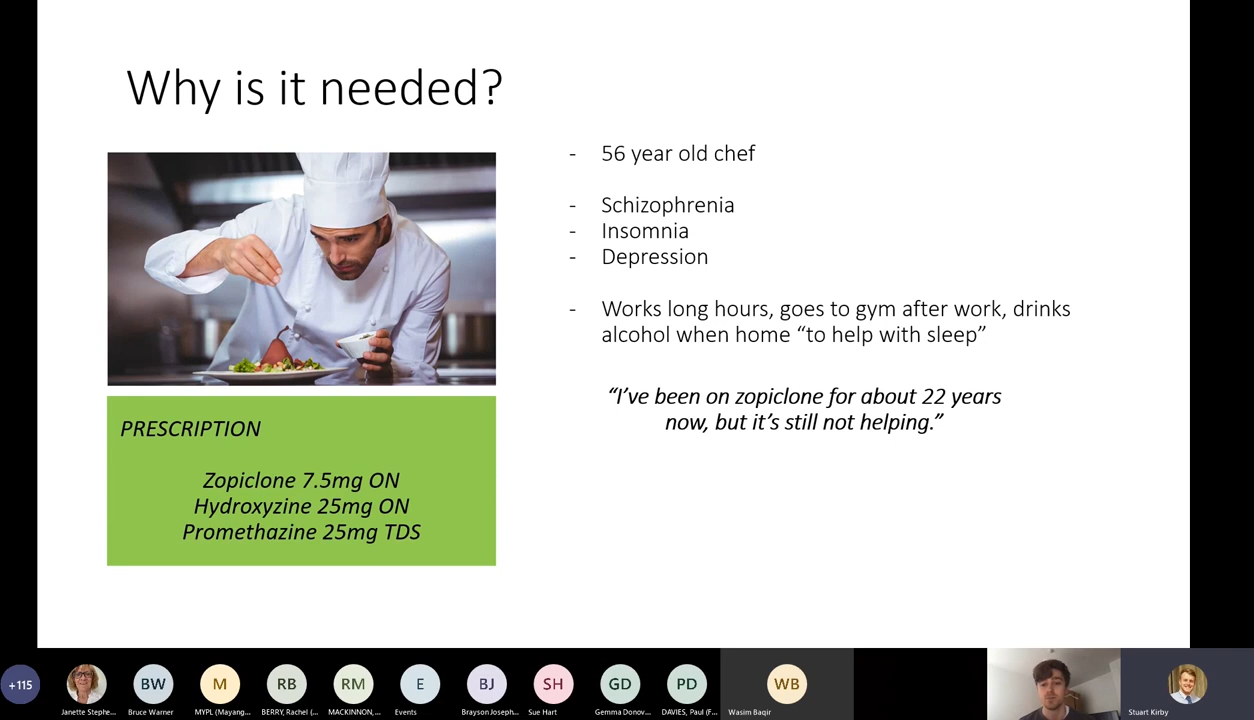 Why is it needed?
- 56 year old chef
- Schizophrenia
- Insomnia
- Depression
- Works long hours, goes to gym after work, drinks
alcohol when home “to help with sleep”
“I’ve been on zopiclone for about 22 years
now, but it’s still not helping.”
PRESCRIPTION
Zopiclone 7.5mg ON
Hydroxyzine 25mg ON
Promethazine 25mg TDS
+115
BW
M
RB
RM
E
BJ
SH
GD
PD
WB
Janette Stephe...
Bruce Warner
MYPL (Mayang...
BERRY, Rachel (...
MACKINNON,...
Events
Brayson Joseph...
Sue Hart
Gemma Donov...
DAVIES, Paul (F...
Wasim Baqir
Stuart Kirby